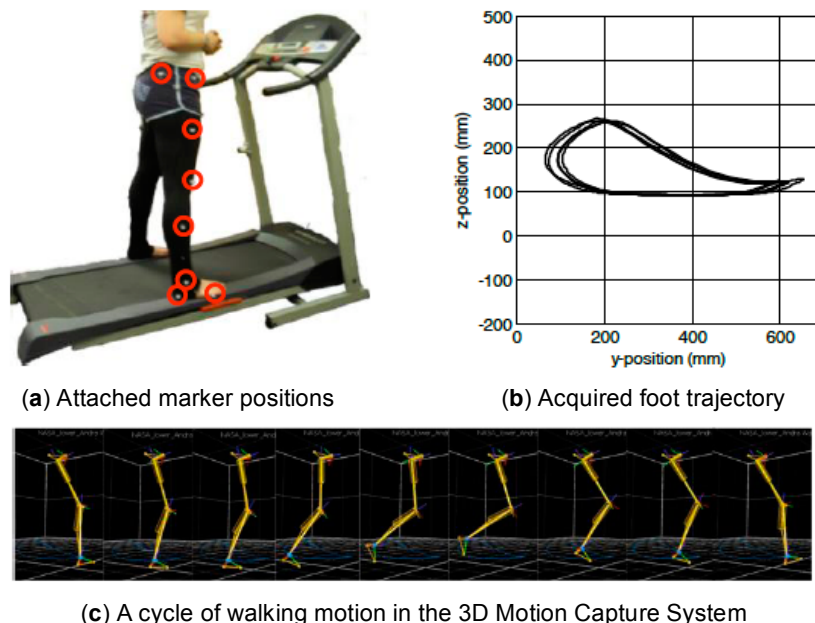 500
400
300
200
100
0
-100
-200
0
200
400
600
z-position (mm)
y-position (mm)
(a) Attached marker positions
(b) Acquired foot trajectory
(c) A cycle of walking motion in the 3D Motion Capture System